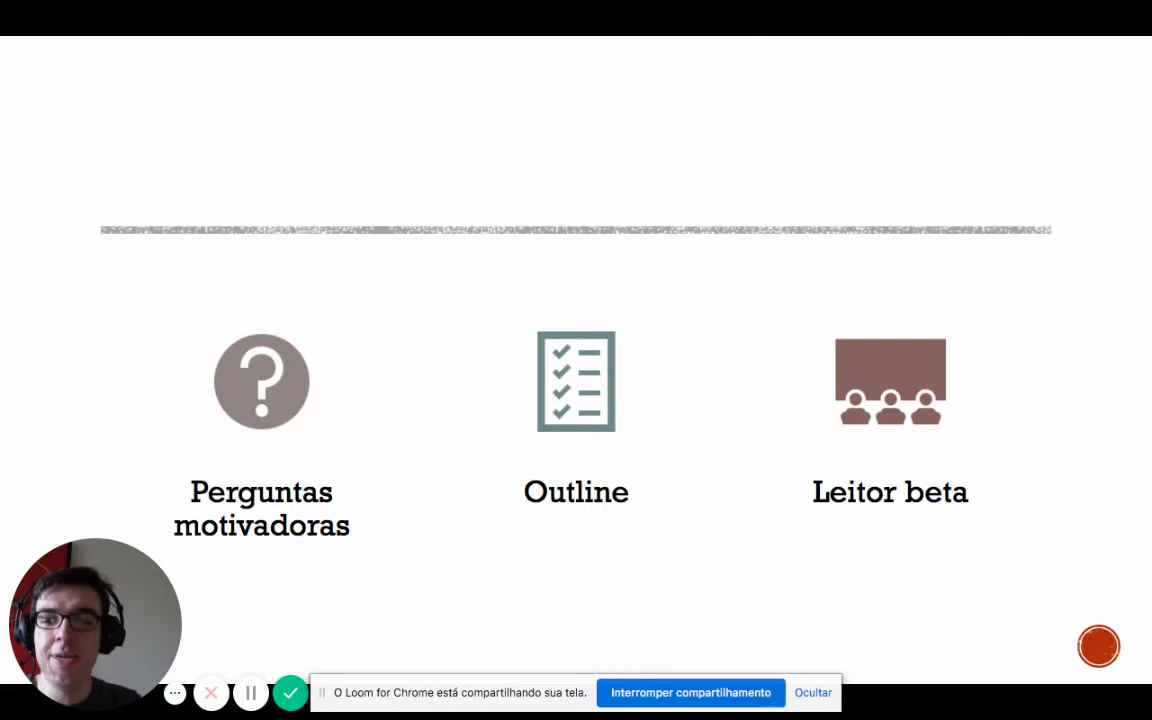 Perguntas
motivadoras
Outline
Leitor beta
O Loom for Chrome está compartilhando sua tela.
Interromper compartilhamento
Ocultar